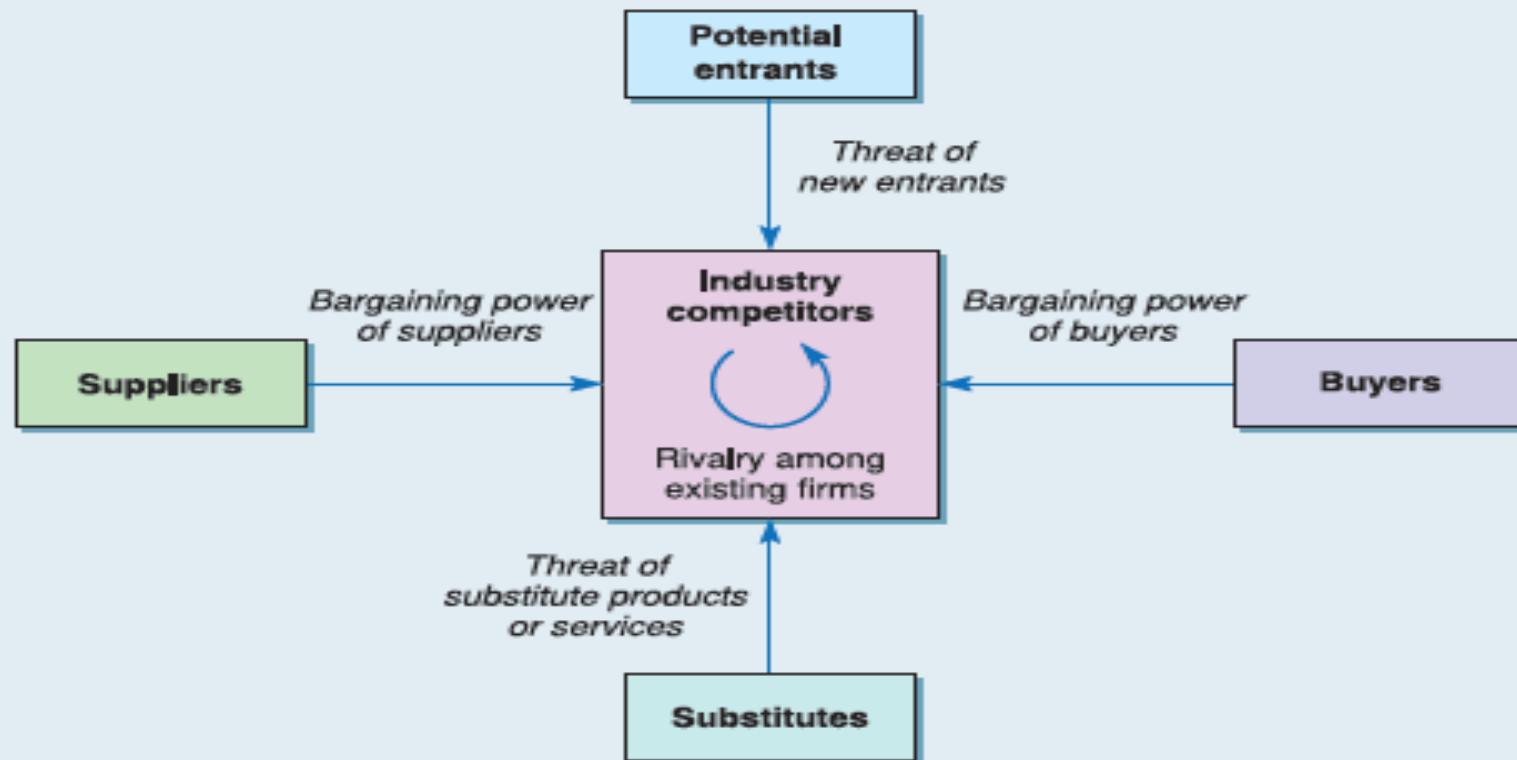 Potential
entrants
Threat of
new entrants
Industry
competitors
Rivalry among
existing firms
Bargaining power
of suppliers
Suppliers
Bargaining power
of buyers
Buyers
Threat of
substitute products
or services
Substitutes